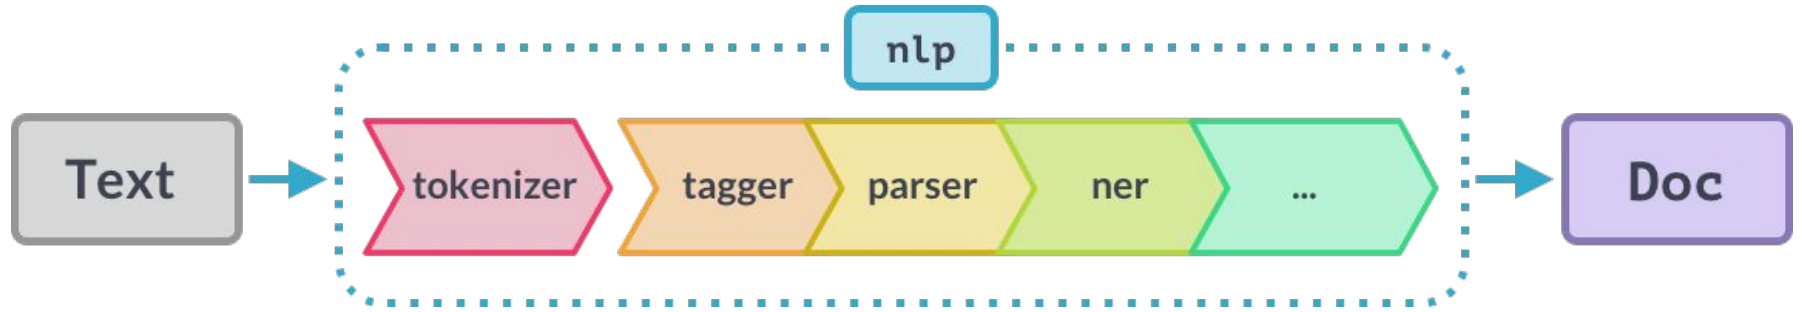 nlp
Text
tokenizer
tagger
parser
ner
...
Doc